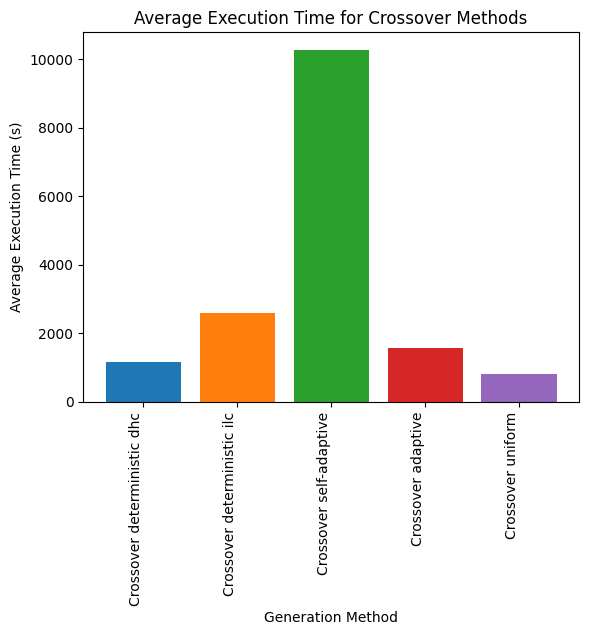 Average Execution Time for Crossover Methods
Average Execution Time (s)
10000
8000
6000
4000
2000
0
Crossover deterministic dhc
Crossover deterministic ilc
Crossover self-adaptive
Crossover adaptive
Crossover uniform
Generation Method